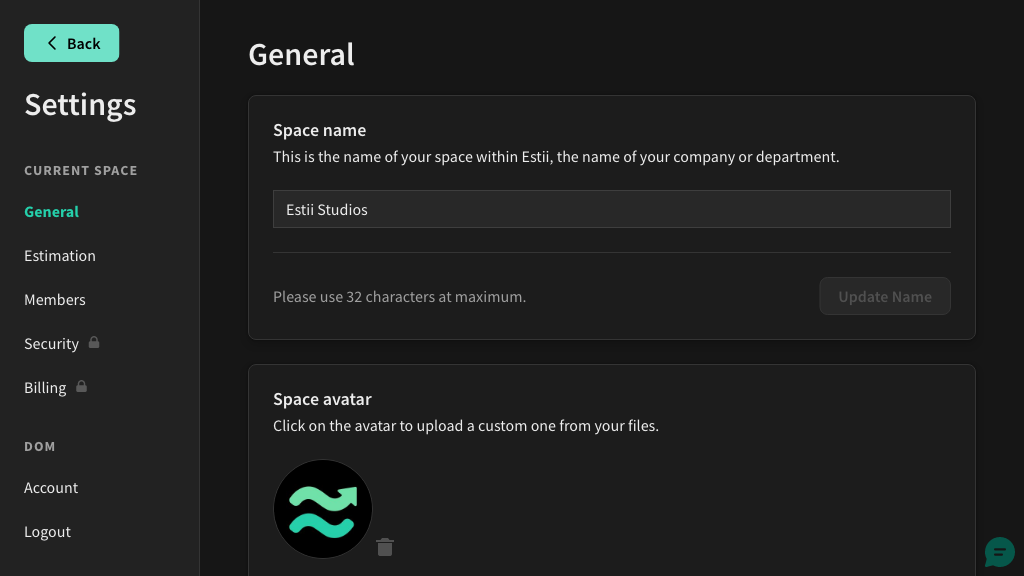 Back
Settings
CURRENT SPACE
General
Estimation
Members
Security
Billing
DOM
Account
Logout
General
Space name
This is the name of your space within Estii, the name of your company or department.
Estii Studios
Please use 32 characters at maximum.
Update Name
Space avatar
Click on the avatar to upload a custom one from your files.